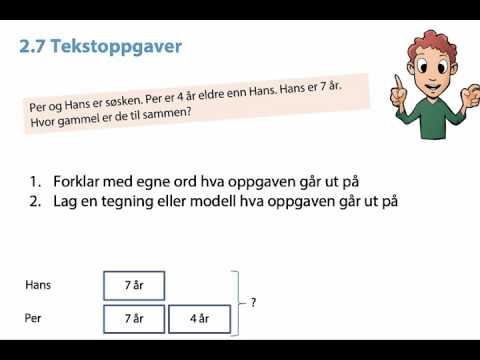 2.7 Tekstoppgaver
Per og Hans er søsken. Per er 4 år eldre enn Hans. Hans er 7 år.
Hvor gammel er de til sammen?
1. Forklar med egne ord hva oppgaven går ut på
2. Lag en tegning eller modell hva oppgaven går ut på
Hans 7 år
?
Per 7 år 4 år